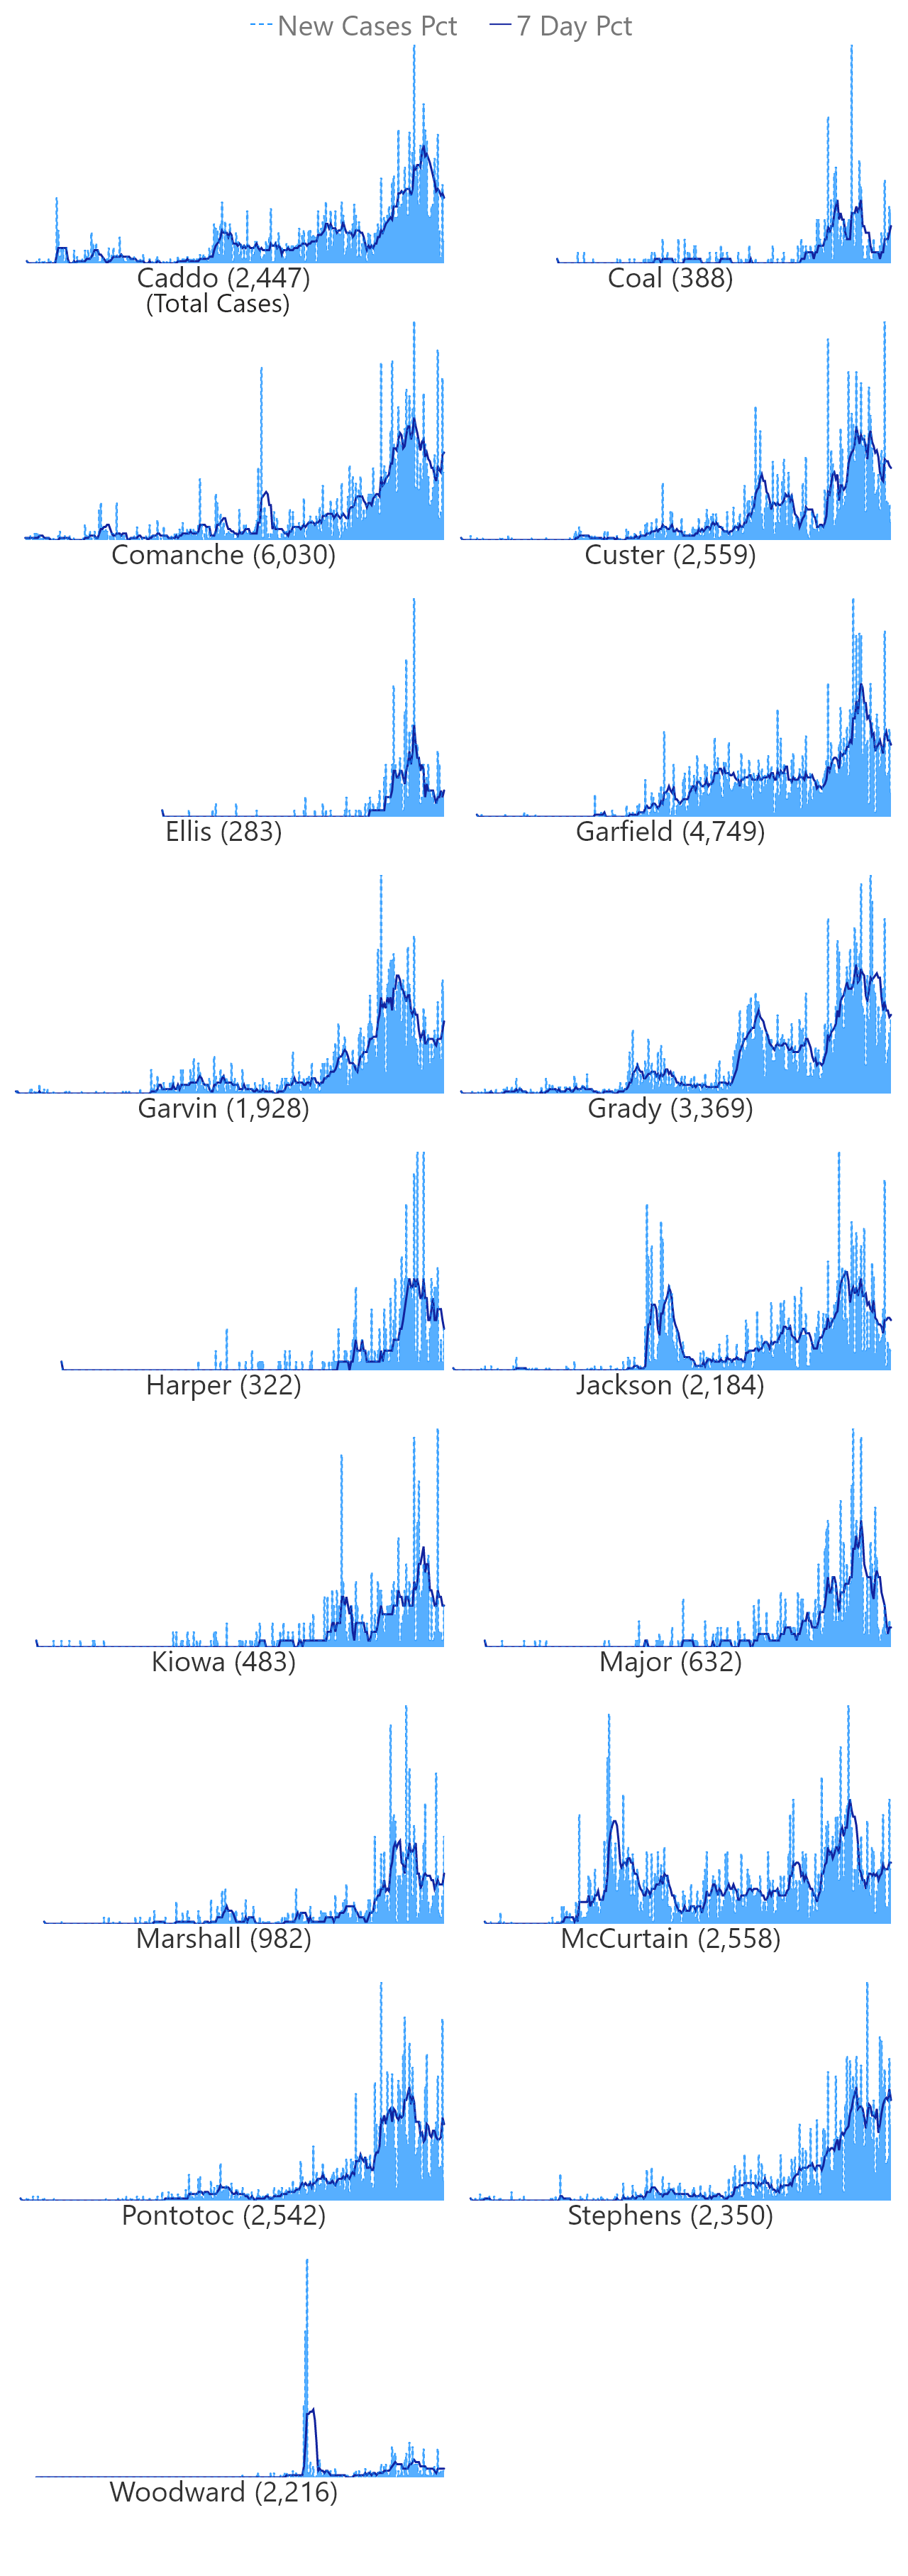 New Cases Pct 7 Day Pct
Caddo (2,447) Coal (388)
(Total Cases)
Comanche (6,030) Custer (2,559)
Ellis (283) Garfield (4,749)
Garvin (1,928) Grady (3,369)
Harper (322) Jackson (2,184)
Kiowa (483) Major (632)
Marshall (982) McCurtain (2,558)
Pontotoc (2,542) Stephens (2,350)
Woodward (2,216)